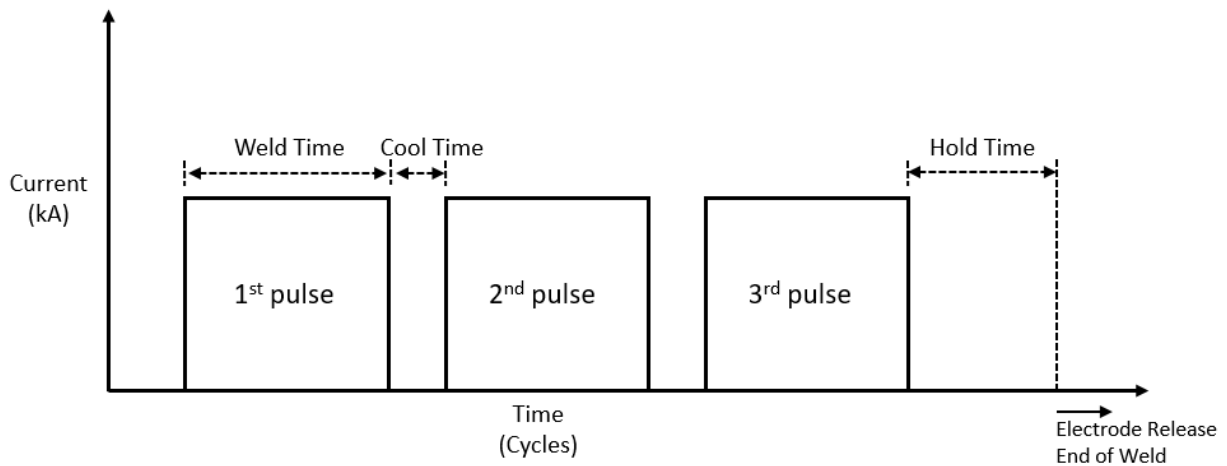 Weld Time
Cool Time
Hold Time
Current
(kA)
1st pulse
2nd pulse
3rd pulse
Time
(Cycles)
Electrode Release
End of Weld